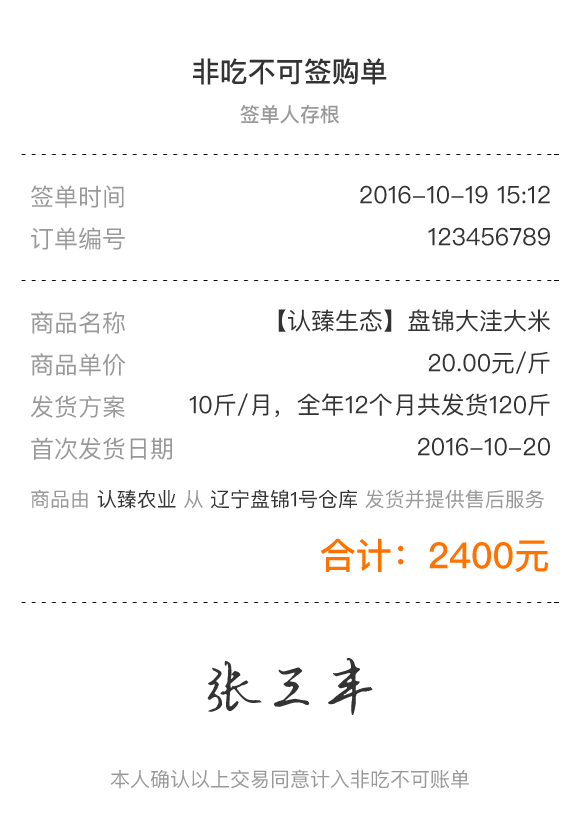 非吃不可签购单
签单人存根
签单时间 2016-10-19 15:12
订单编号 123456789
商品名称 【认臻生态】盘锦大洼大米
商品单价 20.00元/斤
发货方案 10斤/月，全年12个月共发货120斤
首次发货日期 2016-10-20
商品由 认臻农业 从 辽宁盘锦1号仓库 发货并提供售后服务
合计：2400元
张三丰
本人确认以上交易同意计入非吃不可账单